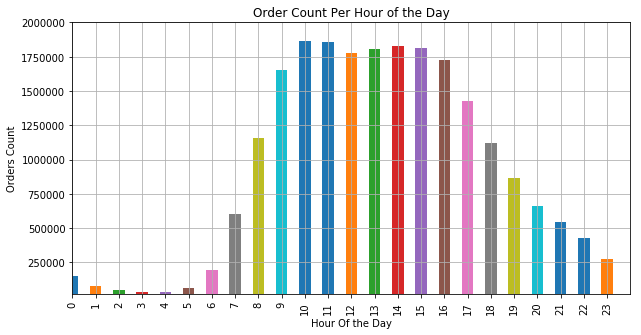 Order Count Per Hour of the Day
2000000
1750000
1500000
1250000
1000000
750000
500000
250000
Orders Count
0 1 2 3 4 5 6 7 8 9 10 11 12 13 14 15 16 17 18 19 20 21 22 23
Hour Of the Day